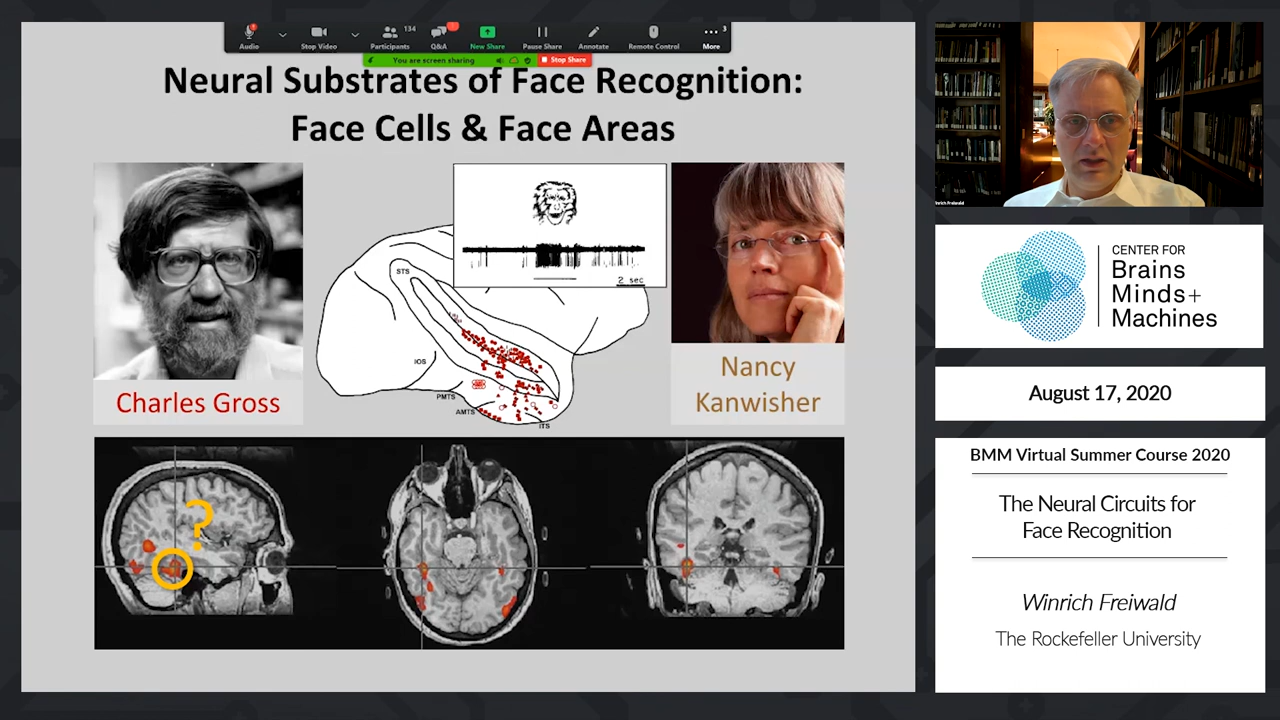 Audio
Stop Video
134
Participants
Q&A
New Share
Pause Share
Annotate
Remote Control
3
More
You are screen sharing
Stop Share
Neural Substrates of Face Recognition:
Face Cells & Face Areas
Charles Gross
STS
IOS
PMTS
AMTS
ITS
2 sec
Nancy
Kanwisher
?
Winrich Freiwald
CENTER FOR
Brains
Minds+
Machines
August 17, 2020
BMM Virtual Summer Course 2020
The Neural Circuits for
Face Recognition
Winrich Freiwald
The Rockefeller University